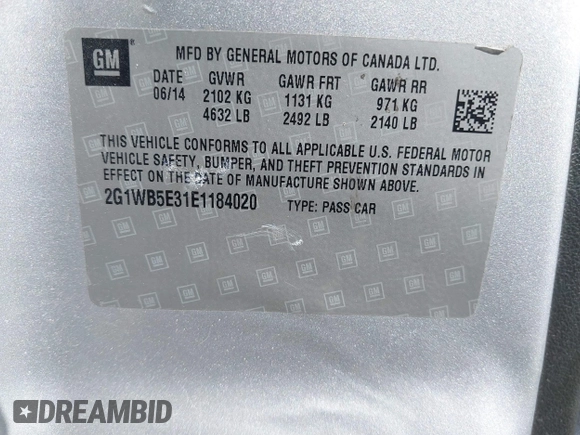 GM
MFD BY GENERAL MOTORS OF CANADA LTD.
DATE GVWR GAWR FRT GAWR RR
06/14 2102 KG 1131 KG 971 KG
4632 LB 2492 LB 2140 LB
THIS VEHICLE CONFORMS TO ALL APPLICABLE U.S. FEDERAL MOTOR
VEHICLE SAFETY, BUMPER, AND THEFT PREVENTION STANDARDS IN
EFFECT ON THE DATE OF MANUFACTURE SHOWN ABOVE.
2G1WB5E31E1184020 TYPE: PASS CAR
DREAMBID